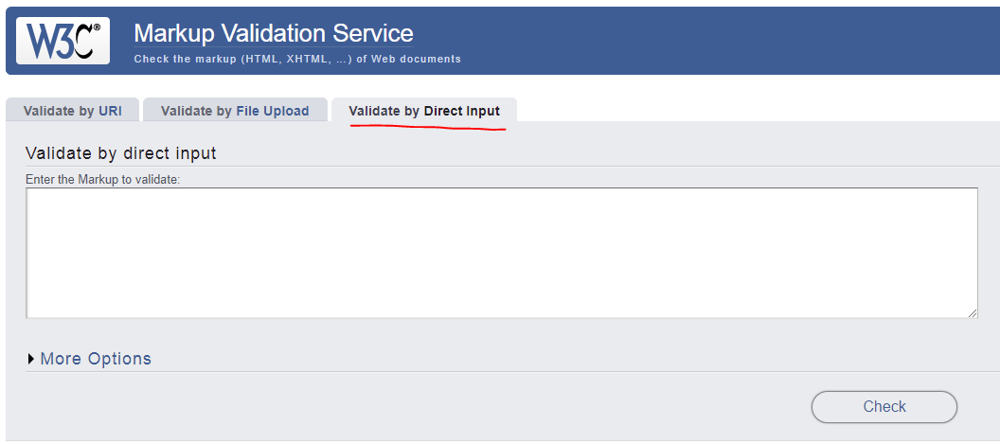 W3C®
Markup Validation Service
Check the markup (HTML, XHTML, …) of Web documents
Validate by URI
Validate by File Upload
Validate by Direct Input
Validate by direct input
Enter the Markup to validate:
More Options
Check